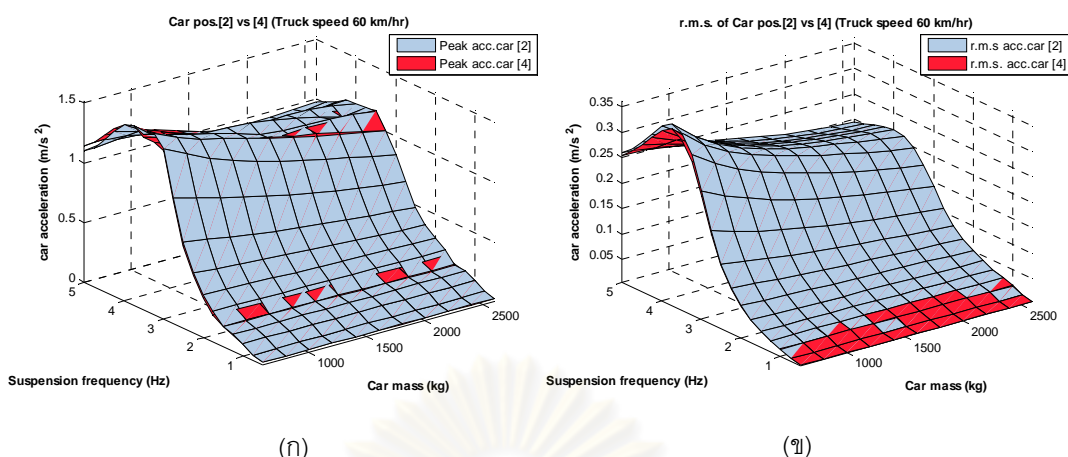 Car pos.[2] vs [4] (Truck speed 60 km/hr)
Peak acc.car [2]
Peak acc.car [4]
car acceleration (m/s 2)
1.5
1
0.5
0
5
4
3
2
1
Suspension frequency (Hz)
1000
1500
2000
2500
Car mass (kg)
(ก)
r.m.s. of Car pos.[2] vs [4] (Truck speed 60 km/hr)
r.m.s acc.car [2]
r.m.s. acc.car [4]
car acceleration (m/s 2)
0.35
0.3
0.25
0.2
0.15
0.1
0.05
5
4
3
2
1
Suspension frequency (Hz)
1000
1500
2000
2500
Car mass (kg)
(ข)